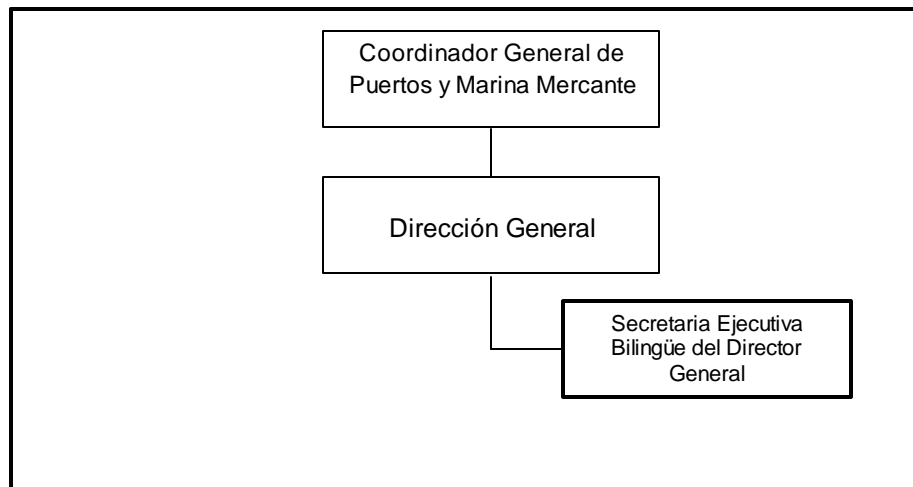 Coordinador General de
Puertos y Marina Mercante
Dirección General
Secretaria Ejecutiva
Bilingüe del Director
General